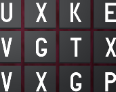 U X K E
V G T X
V X G P